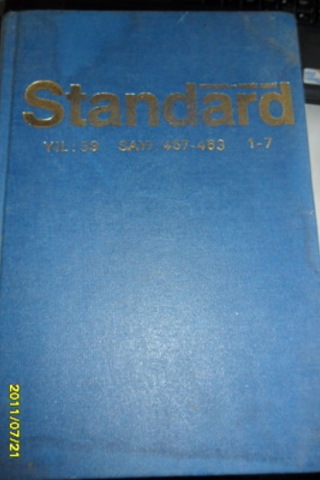 Standard
YIL: 39 SAYI: 457-463 1-7
2011/07/21